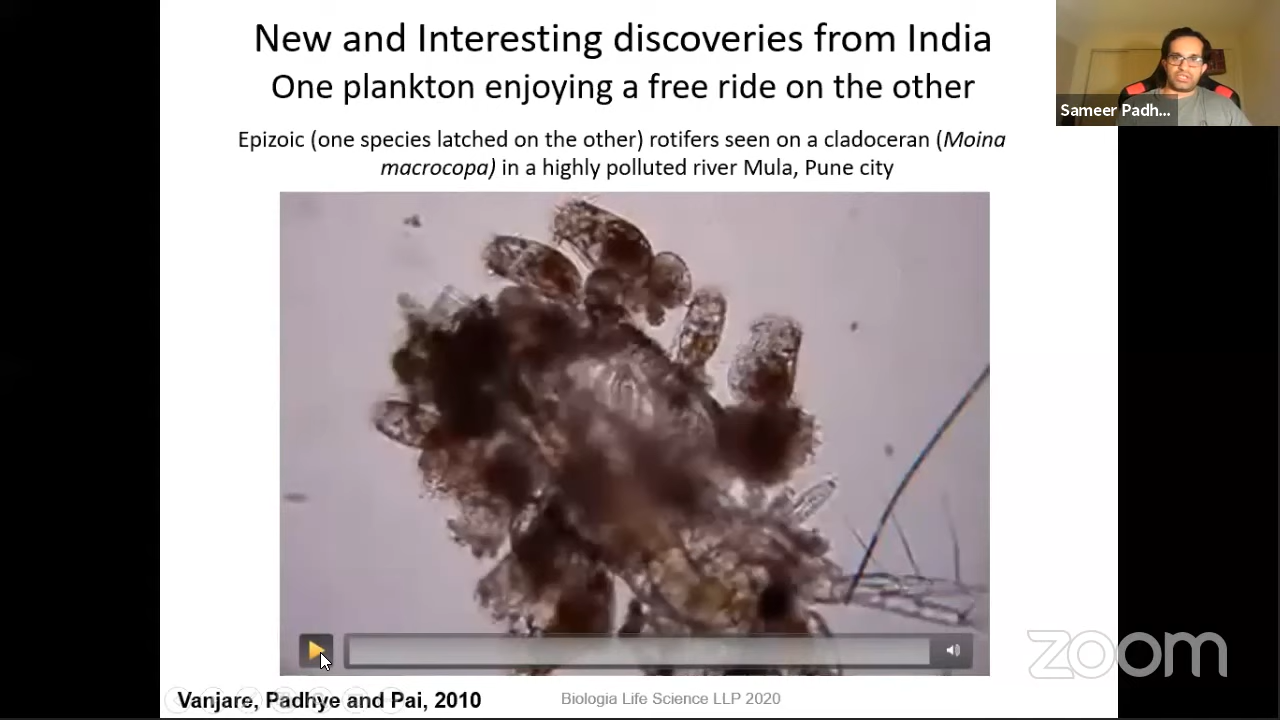 New and Interesting discoveries from India
One plankton enjoying a free ride on the other
Epizoic (one species latched on the other) rotifers seen on a cladoceran (Moina
macrocopa) in a highly polluted river Mula, Pune city
Sameer Padh...
zoom
Vanjare, Padhye and Pai, 2010
Biologia Life Science LLP 2020